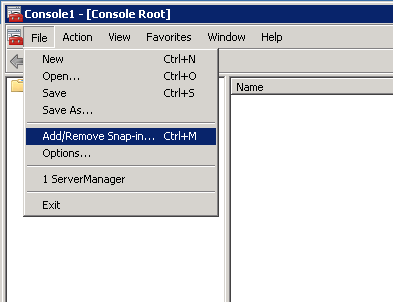 Console1 - [Console Root]
File Action View Favorites Window Help
New Ctrl+N
Open... Ctrl+O
Save Ctrl+S
Save As...
Add/Remove Snap-in... Ctrl+M
Options...
1 ServerManager
Exit
Name